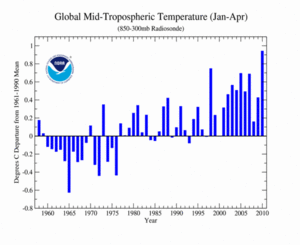 Global Mid-Tropospheric Temperature (Jan-Apr)
(850-300mb Radiosonde)
Degrees C Departure from 1961-1990 Mean
1
0.8
0.6
0.4
0.2
0
-0.2
-0.4
-0.6
-0.8
NOAA
1960 1965 1970 1975 1980 1985 1990 1995 2000 2005 2010
Year